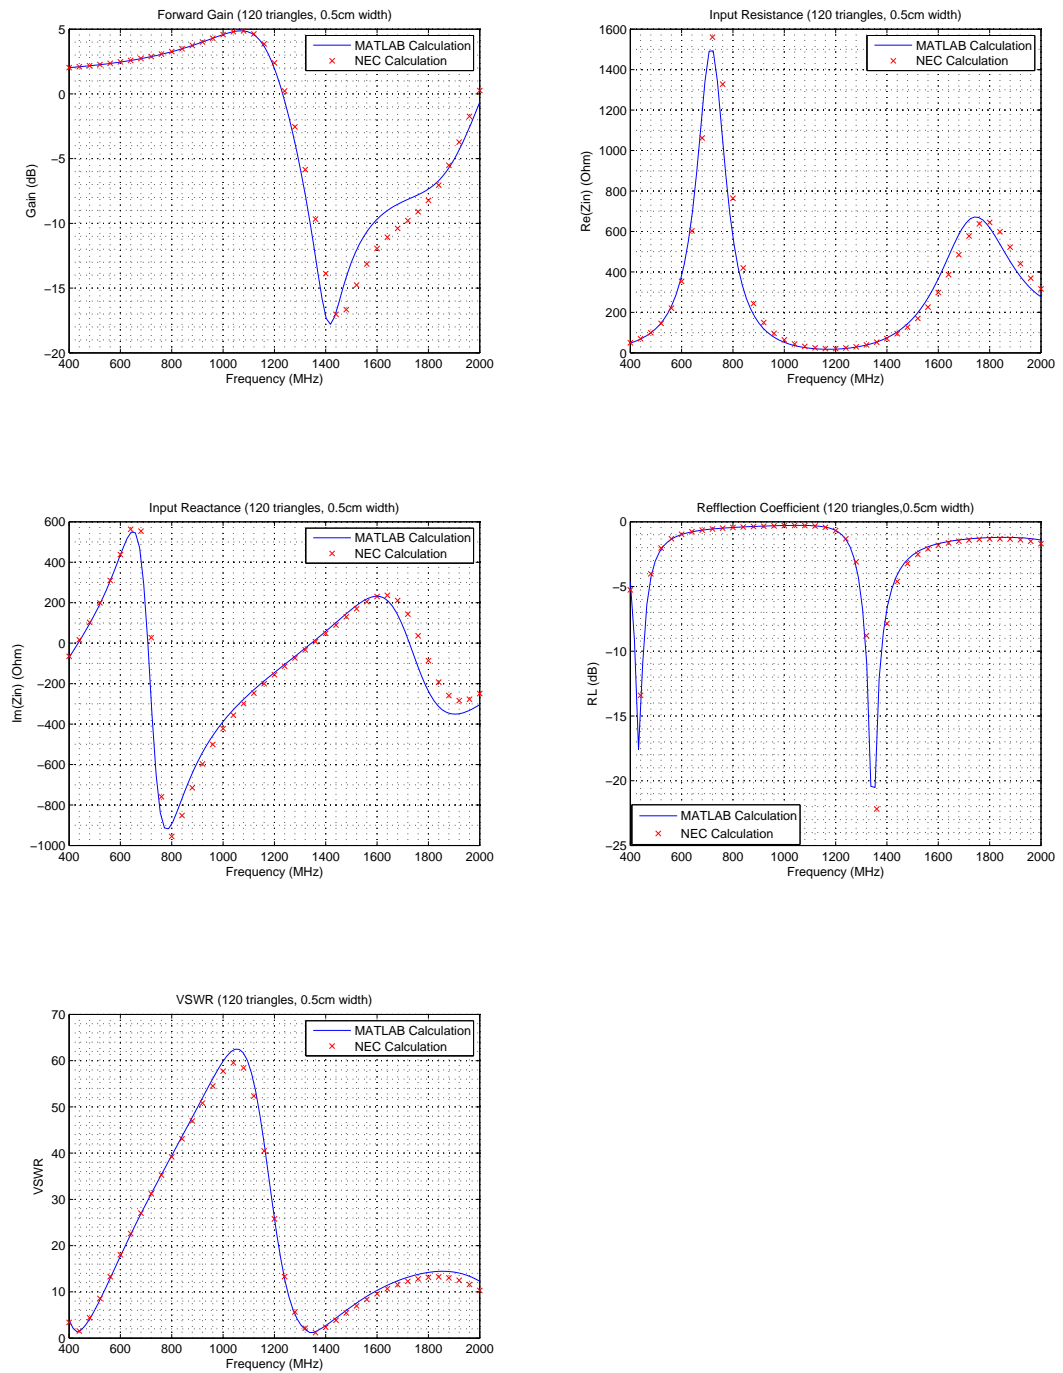 Forward Gain (120 triangles, 0.5cm width)
5
0
−5
−10
−15
−20
Gain (dB)
MATLAB Calculation
NEC Calculation
400 600 800 1000 1200 1400 1600 1800 2000
Frequency (MHz)
Input Resistance (120 triangles, 0.5cm width)
1600
1400
1200
1000
800
600
400
200
0
Re(Zin) (Ohm)
MATLAB Calculation
NEC Calculation
400 600 800 1000 1200 1400 1600 1800 2000
Frequency (MHz)
Input Reactance (120 triangles, 0.5cm width)
600
400
200
0
−200
−400
−600
−800
−1000
Im(Zin) (Ohm)
MATLAB Calculation
NEC Calculation
400 600 800 1000 1200 1400 1600 1800 2000
Frequency (MHz)
Refflection Coefficient (120 triangles,0.5cm width)
0
−5
−10
−15
−20
−25
RL (dB)
MATLAB Calculation
NEC Calculation
400 600 800 1000 1200 1400 1600 1800 2000
Frequency (MHz)
VSWR (120 triangles, 0.5cm width)
70
60
50
40
30
20
10
0
VSWR
MATLAB Calculation
NEC Calculation
400 600 800 1000 1200 1400 1600 1800 2000
Frequency (MHz)